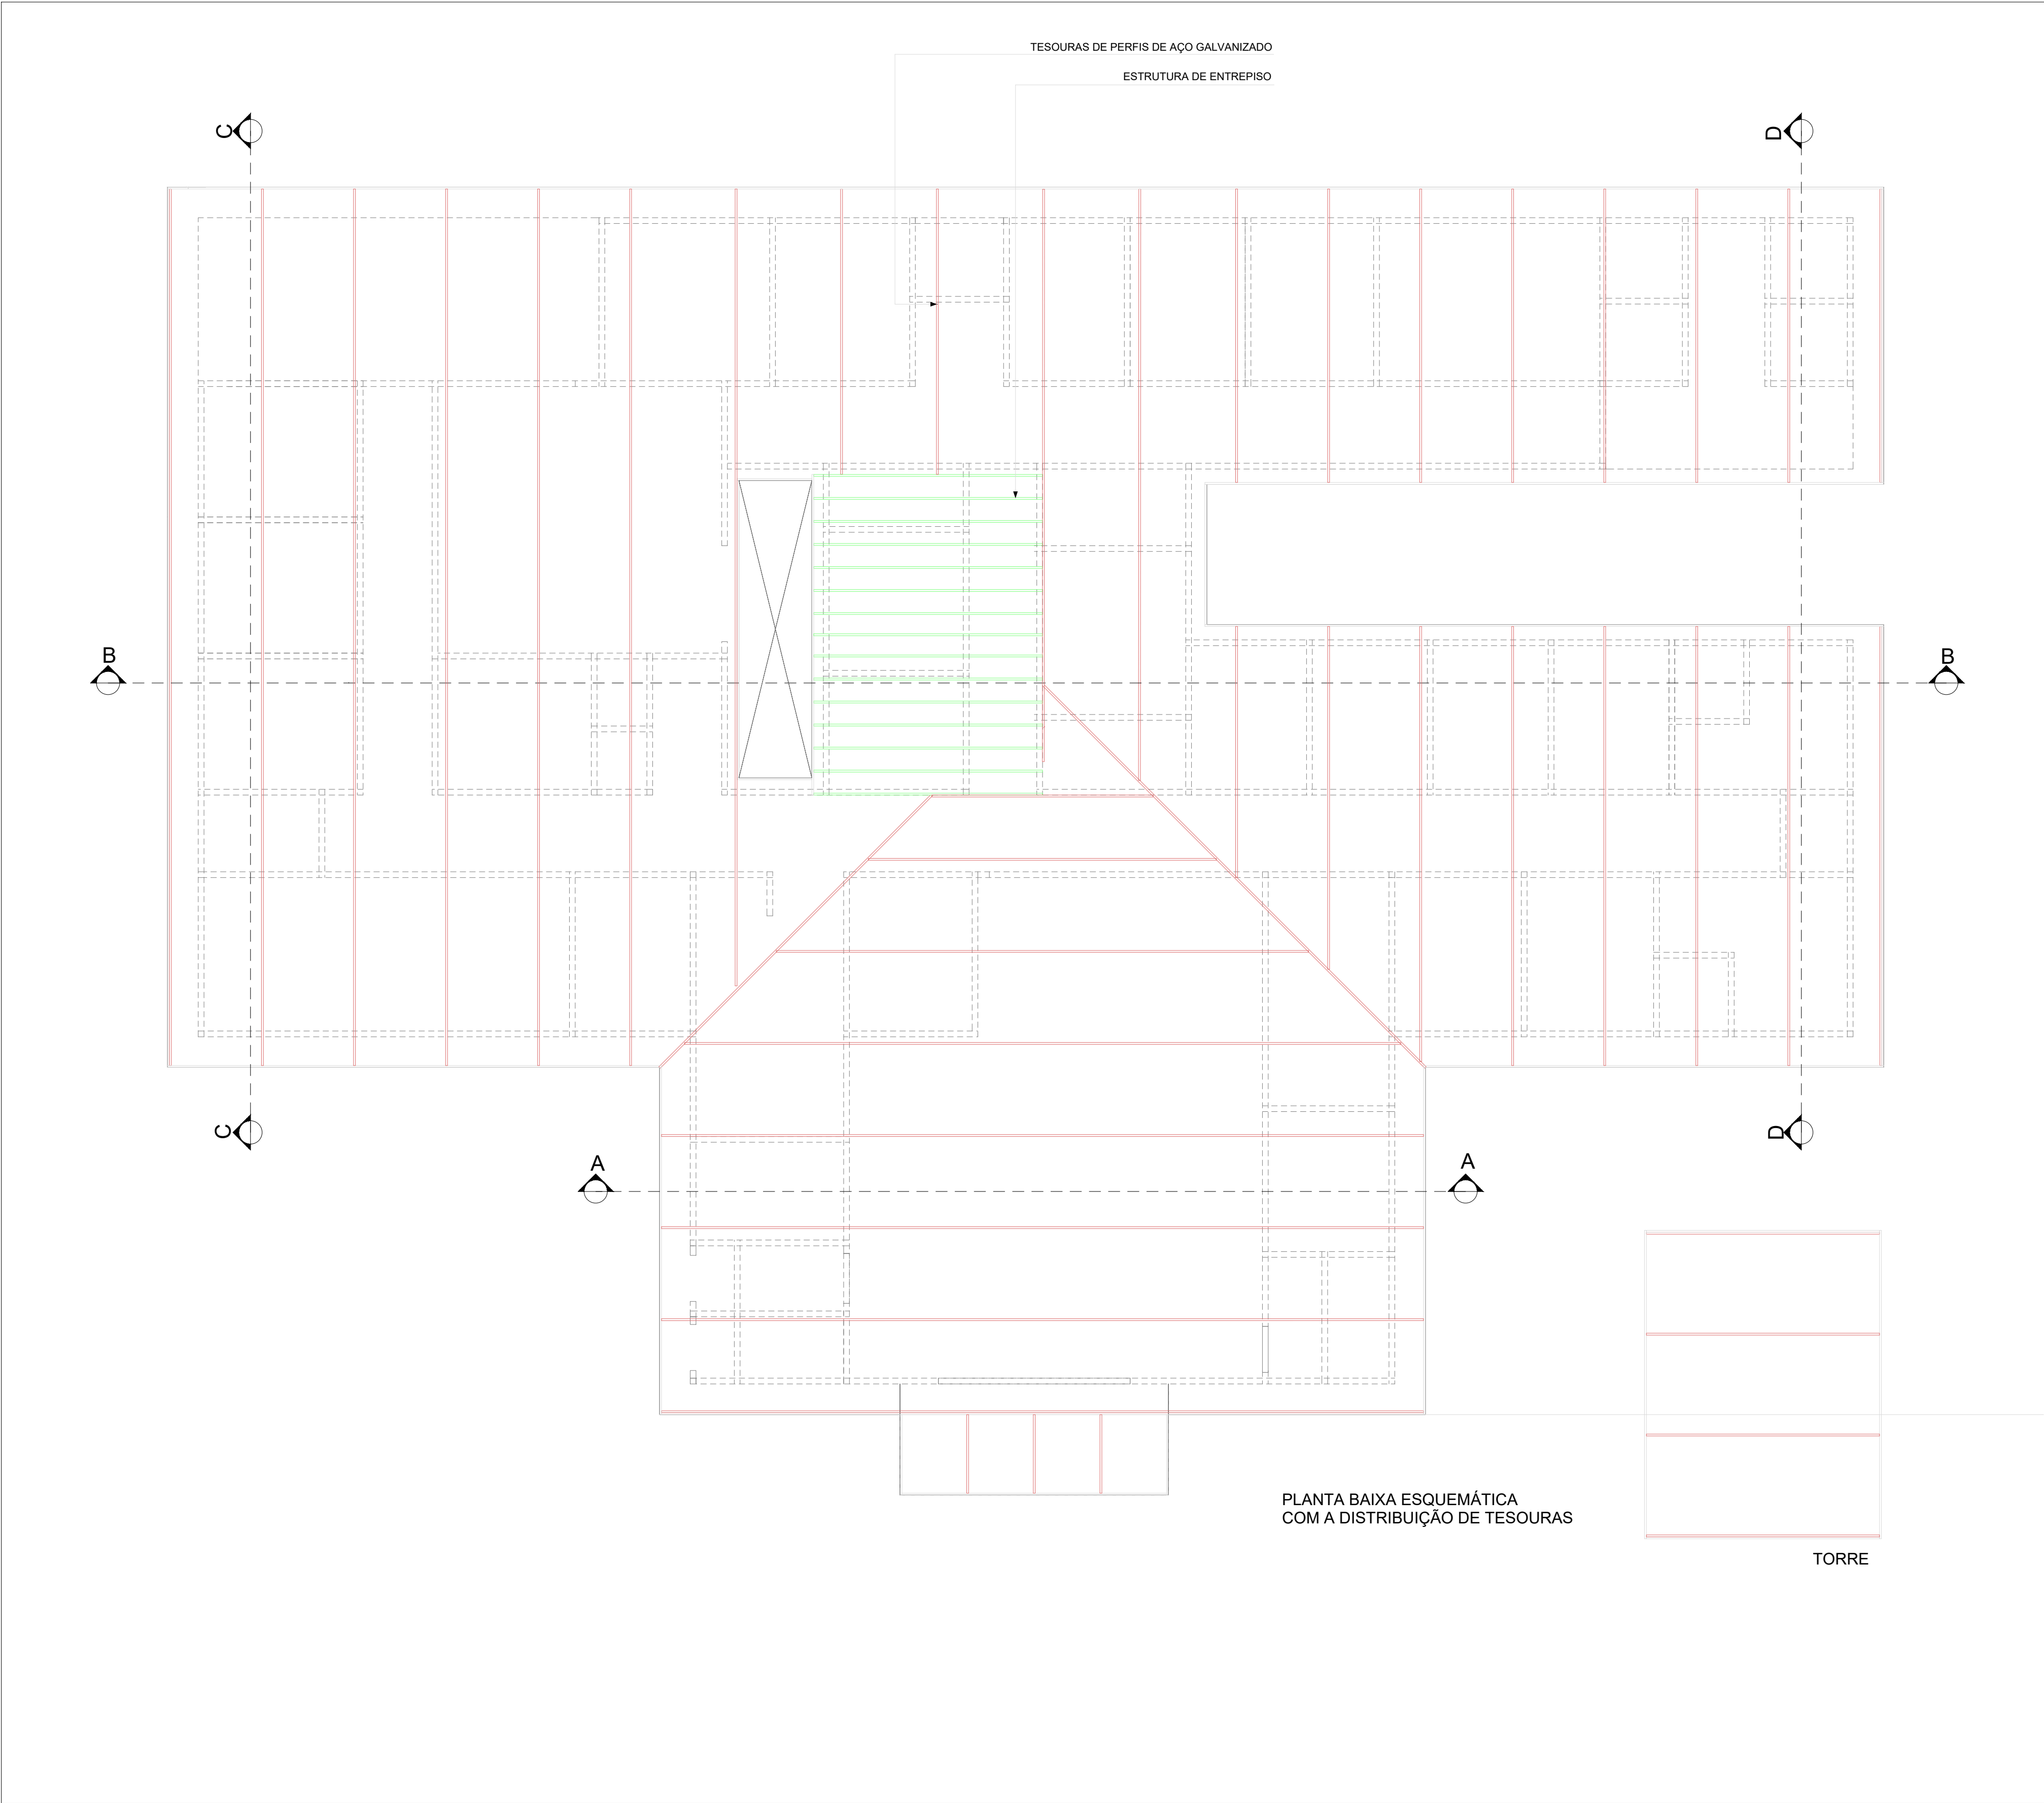 TESOURAS DE PERFIS DE AÇO GALVANIZADO
ESTRUTURA DE ENTREPISO
C
D
B
B
C
D
A
A
PLANTA BAIXA ESQUEMÁTICA
COM A DISTRIBUIÇÃO DE TESOURAS
TORRE